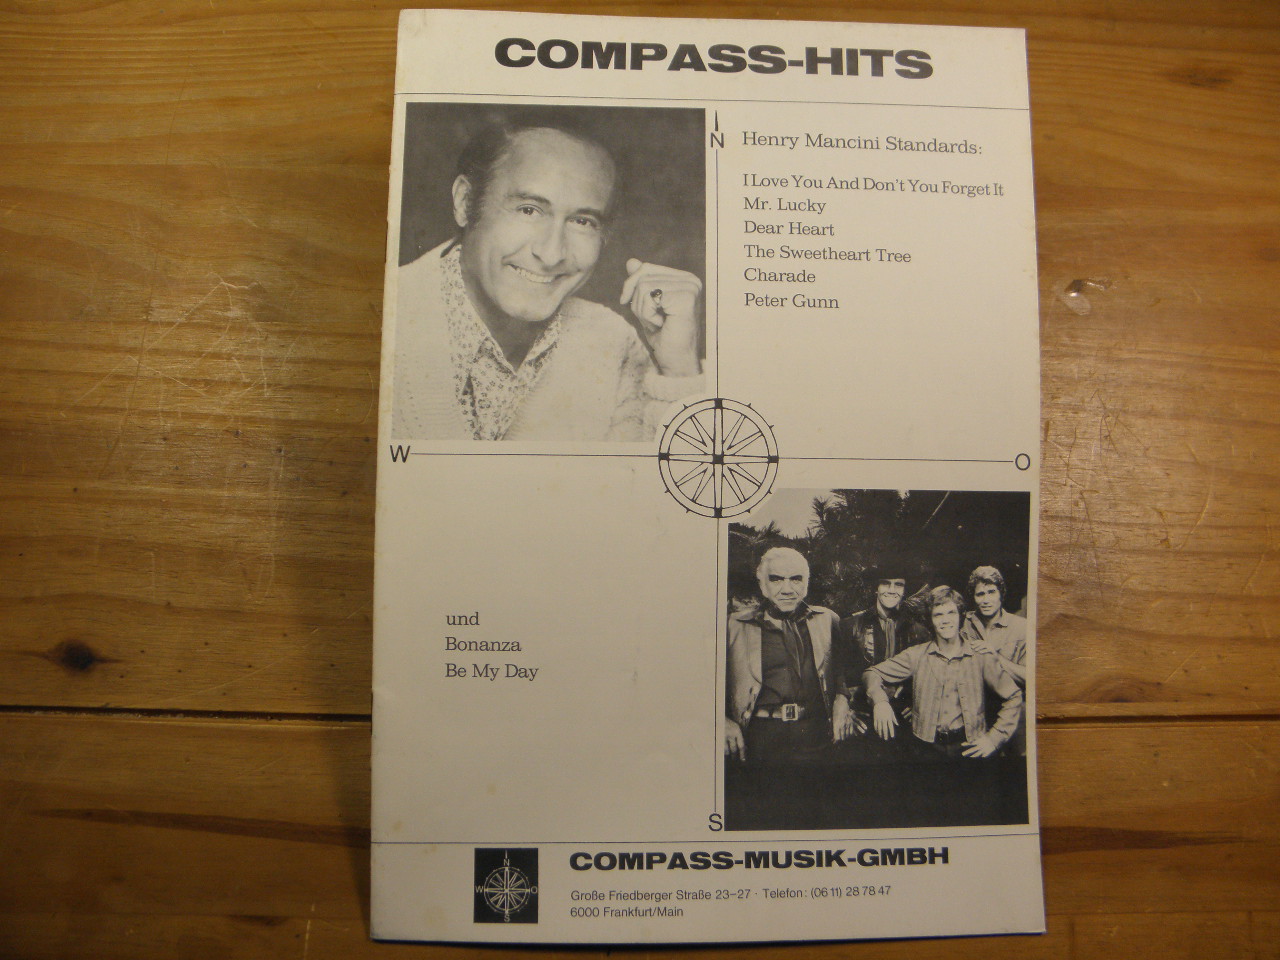 COMPASS-HITS
N
Henry Mancini Standards:
I Love You And Don't You Forget It
Mr. Lucky
Dear Heart
The Sweetheart Tree
Charade
Peter Gunn
W
O
und
Bonanza
Be My Day
S
COMPASS-MUSIK-GMBH
N
W O
S
Große Friedberger Straße 23–27 · Telefon: (06 11) 28 78 47
6000 Frankfurt/Main